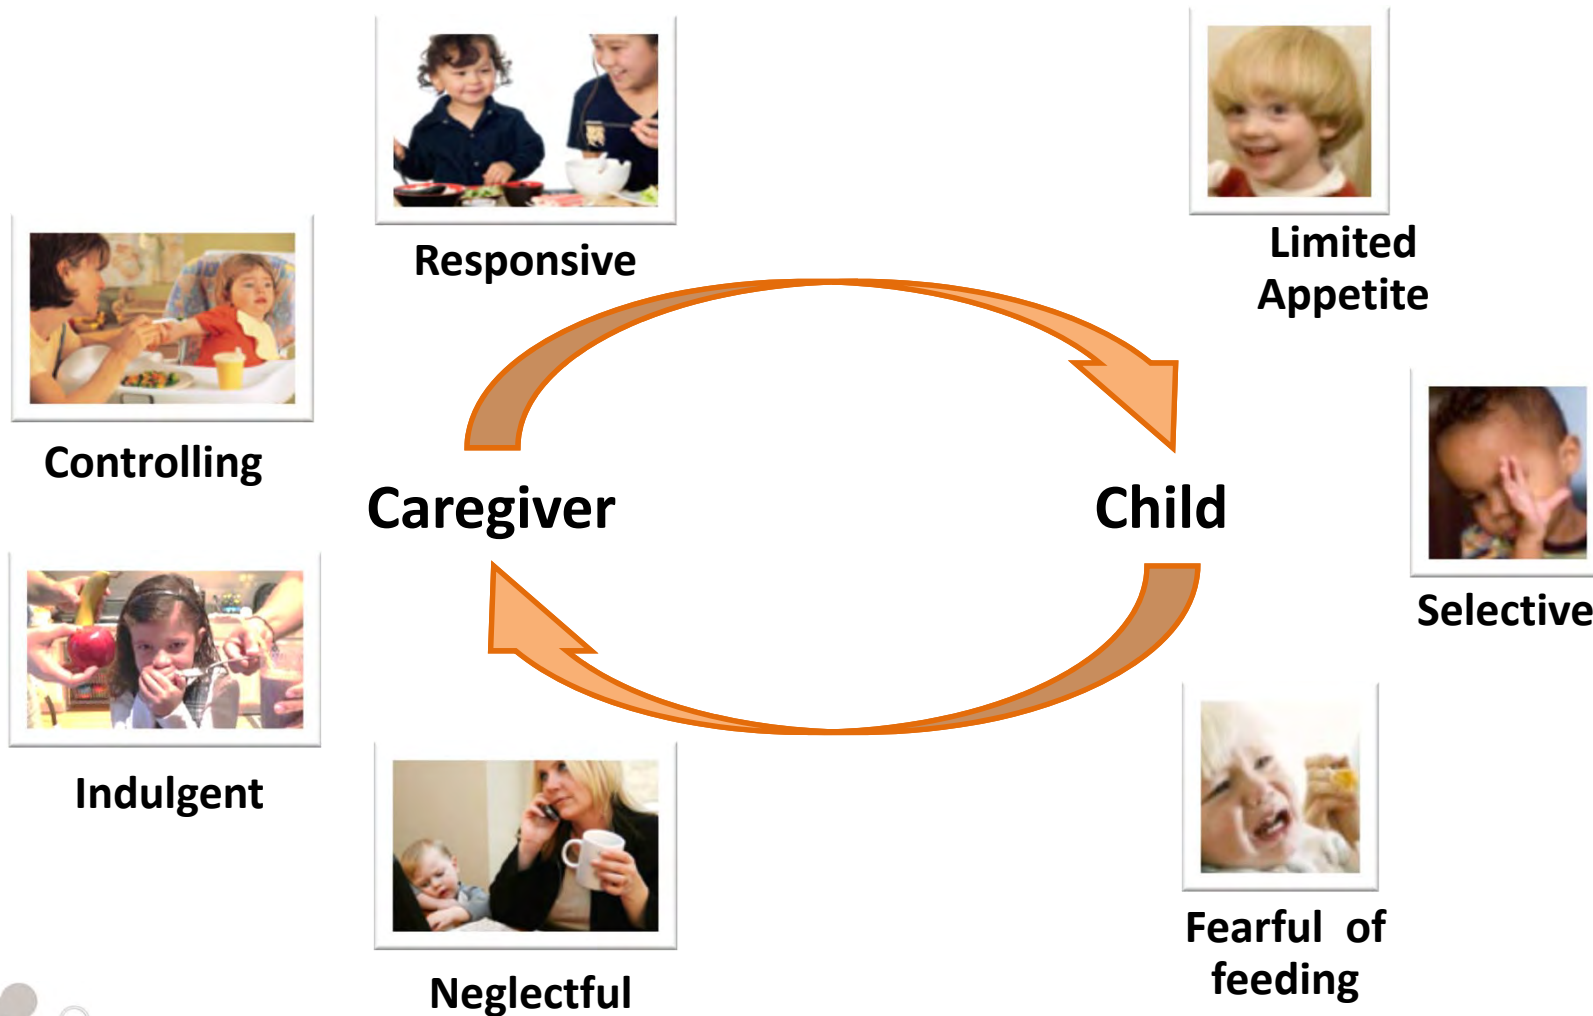 Responsive
Limited
Appetite
Controlling
Caregiver
Child
Selective
Indulgent
Fearful of
feeding
Neglectful